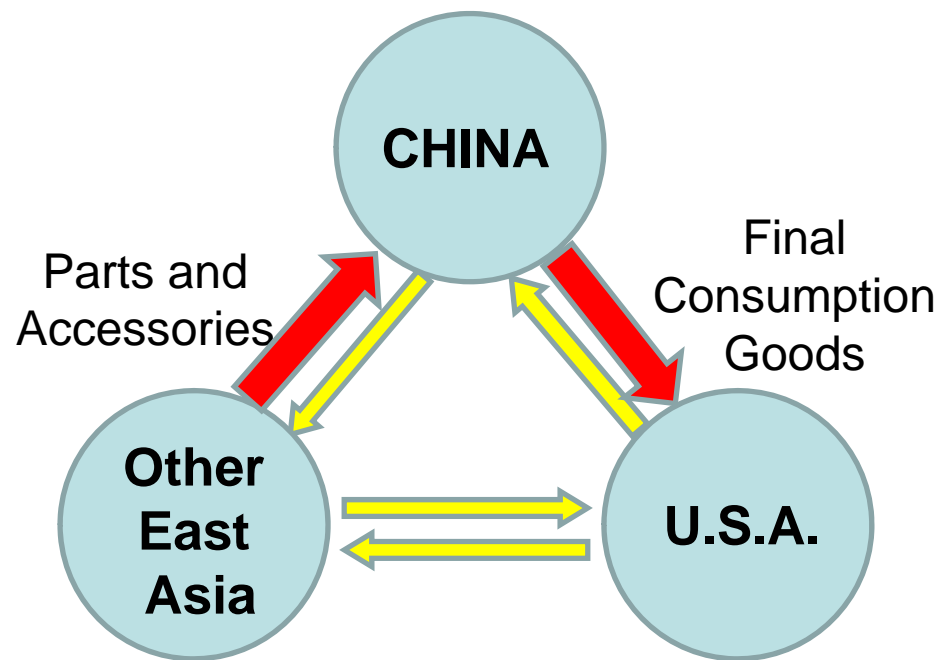 CHINA
Parts and
Accessories
Final
Consumption
Goods
Other
East
Asia
U.S.A.